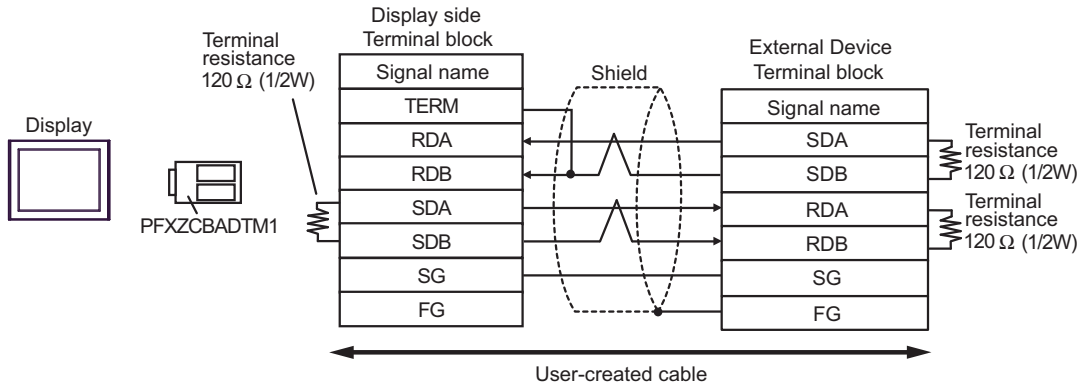 Display
PFXZCBADTM1
Terminal
resistance
120 Ω (1/2W)
Display side
Terminal block
Signal name
TERM
RDA
RDB
SDA
SDB
SG
FG
Shield
External Device
Terminal block
Signal name
SDA
SDB
RDA
RDB
SG
FG
Terminal
resistance
120 Ω (1/2W)
Terminal
resistance
120 Ω (1/2W)
User-created cable